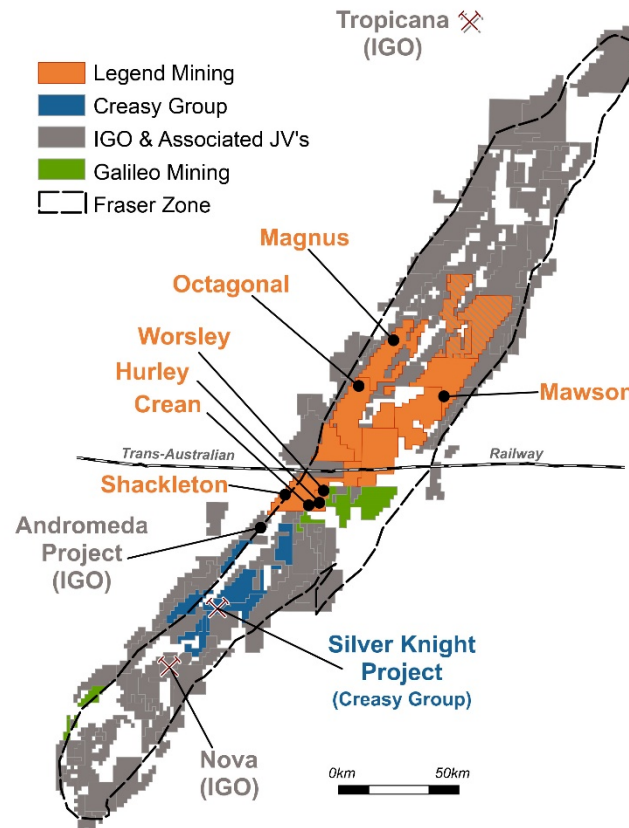 Tropicana
(IGO)
Legend Mining
Creasy Group
IGO & Associated JV's
Galileo Mining
Fraser Zone
Magnus
Octagonal
Worsley
Hurley
Crean
Mawson
Trans-Australian Railway
Shackleton
Andromeda
Project
(IGO)
Silver Knight
Project
(Creasy Group)
Nova
(IGO)
0km 50km